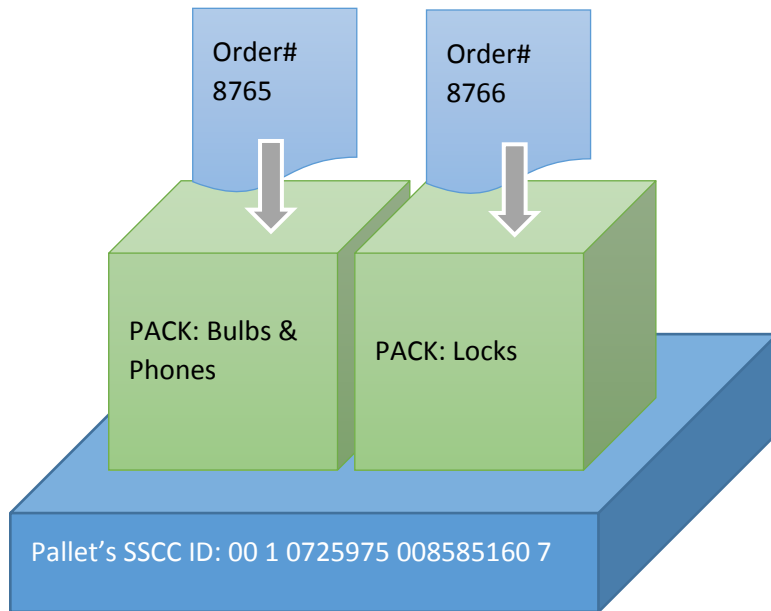 Order#
8765
Order#
8766
PACK: Bulbs &
Phones
PACK: Locks
Pallet’s SSCC ID: 00 1 0725975 008585160 7